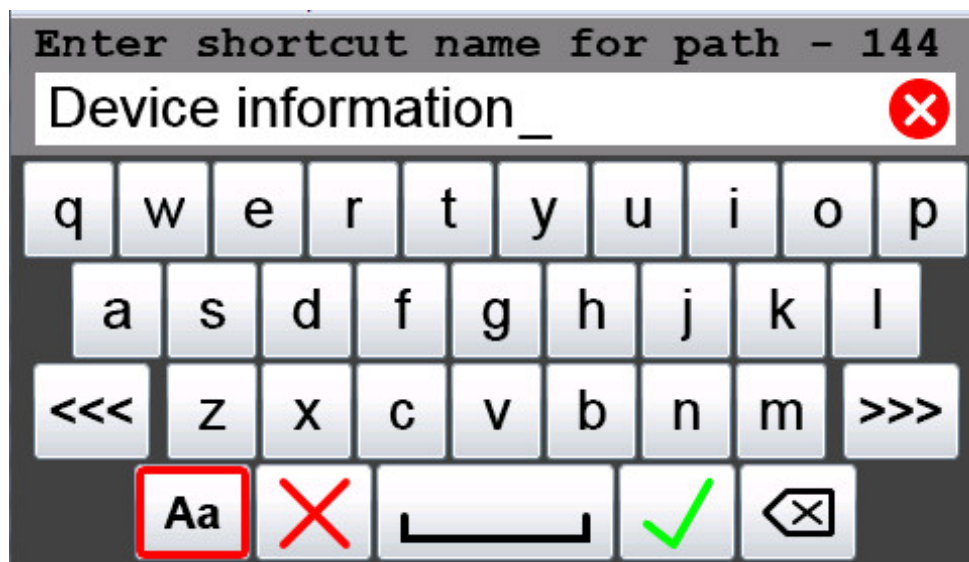 Enter shortcut name for path - 144
Device information_
q w e r t y u i o p
a s d f g h j k l
<<< z x c v b n m >>>
Aa